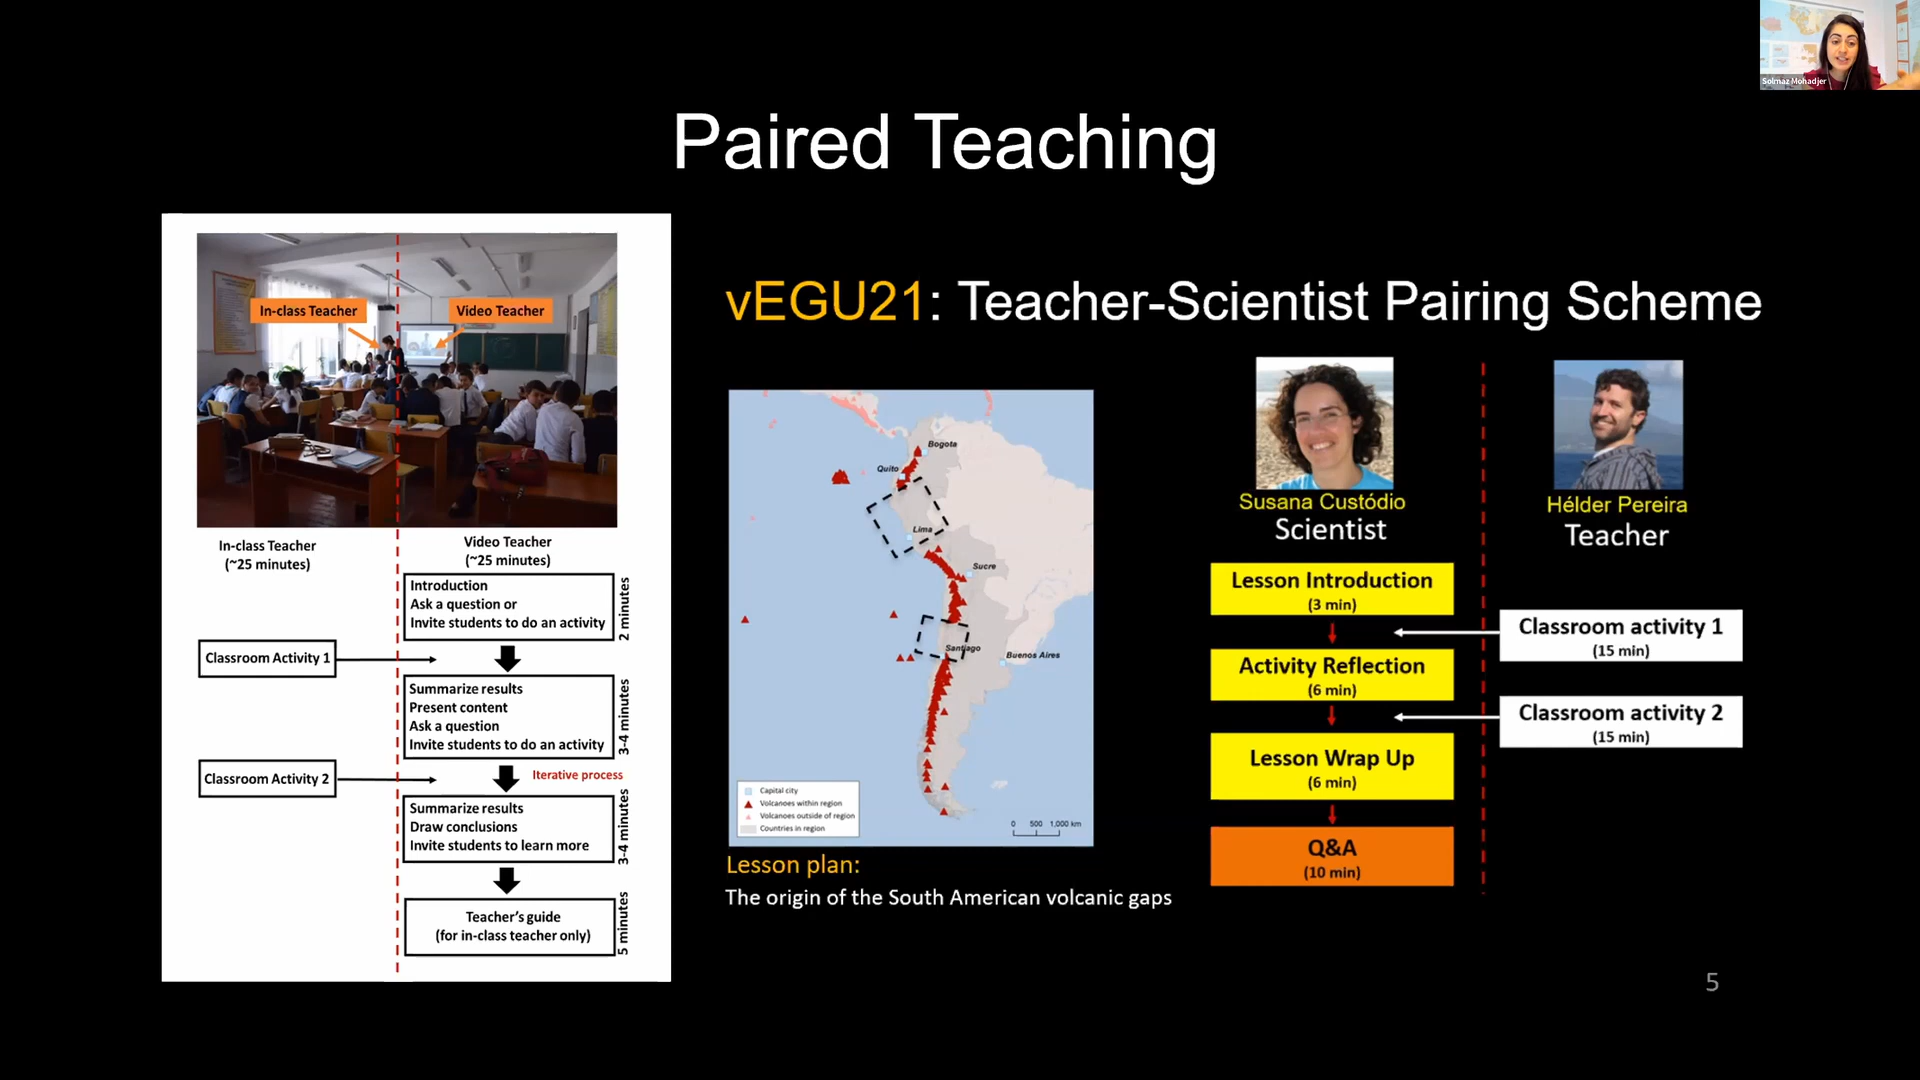 Solmaz Mohadjer
Paired Teaching
In-class Teacher
Video Teacher
In-class Teacher
(~25 minutes)
Video Teacher
(~25 minutes)
Introduction
Ask a question or
Invite students to do an activity
2 minutes
Classroom Activity 1
Summarize results
Present content
Ask a question
Invite students to do an activity
3-4 minutes
Classroom Activity 2
Iterative process
Summarize results
Draw conclusions
Invite students to learn more
3-4 minutes
Teacher's guide
(for in-class teacher only)
5 minutes
vEGU21: Teacher-Scientist Pairing Scheme
Bogota
Quito
Lima
Sucre
Santiago
Buenos Aires
Capital city
Volcanoes within region
Volcanoes outside of region
Countries in region
0 500 1,000 km
Lesson plan:
The origin of the South American volcanic gaps
Susana Custódio
Scientist
Hélder Pereira
Teacher
Lesson Introduction
(3 min)
Classroom activity 1
(15 min)
Activity Reflection
(6 min)
Classroom activity 2
(15 min)
Lesson Wrap Up
(6 min)
Q&A
(10 min)
5